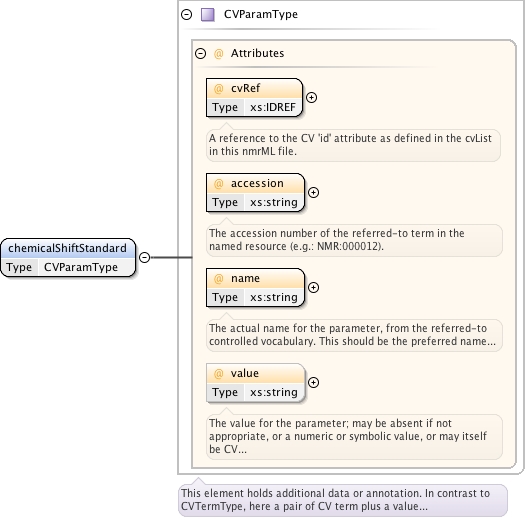 CVParamType
@ Attributes
@ cvRef
Type xs:IDREF
A reference to the CV 'id' attribute as defined in the cvList
in this nmrML file.
@ accession
Type xs:string
The accession number of the referred-to term in the
named resource (e.g.: NMR:000012).
chemicalShiftStandard
Type CVParamType
@ name
Type xs:string
The actual name for the parameter, from the referred-to
controlled vocabulary. This should be the preferred name...
@ value
Type xs:string
The value for the parameter; may be absent if not
appropriate, or a numeric or symbolic value, or may itself
be CV...
This element holds additional data or annotation. In contrast to
CVTermType, here a pair of CV term plus a value...